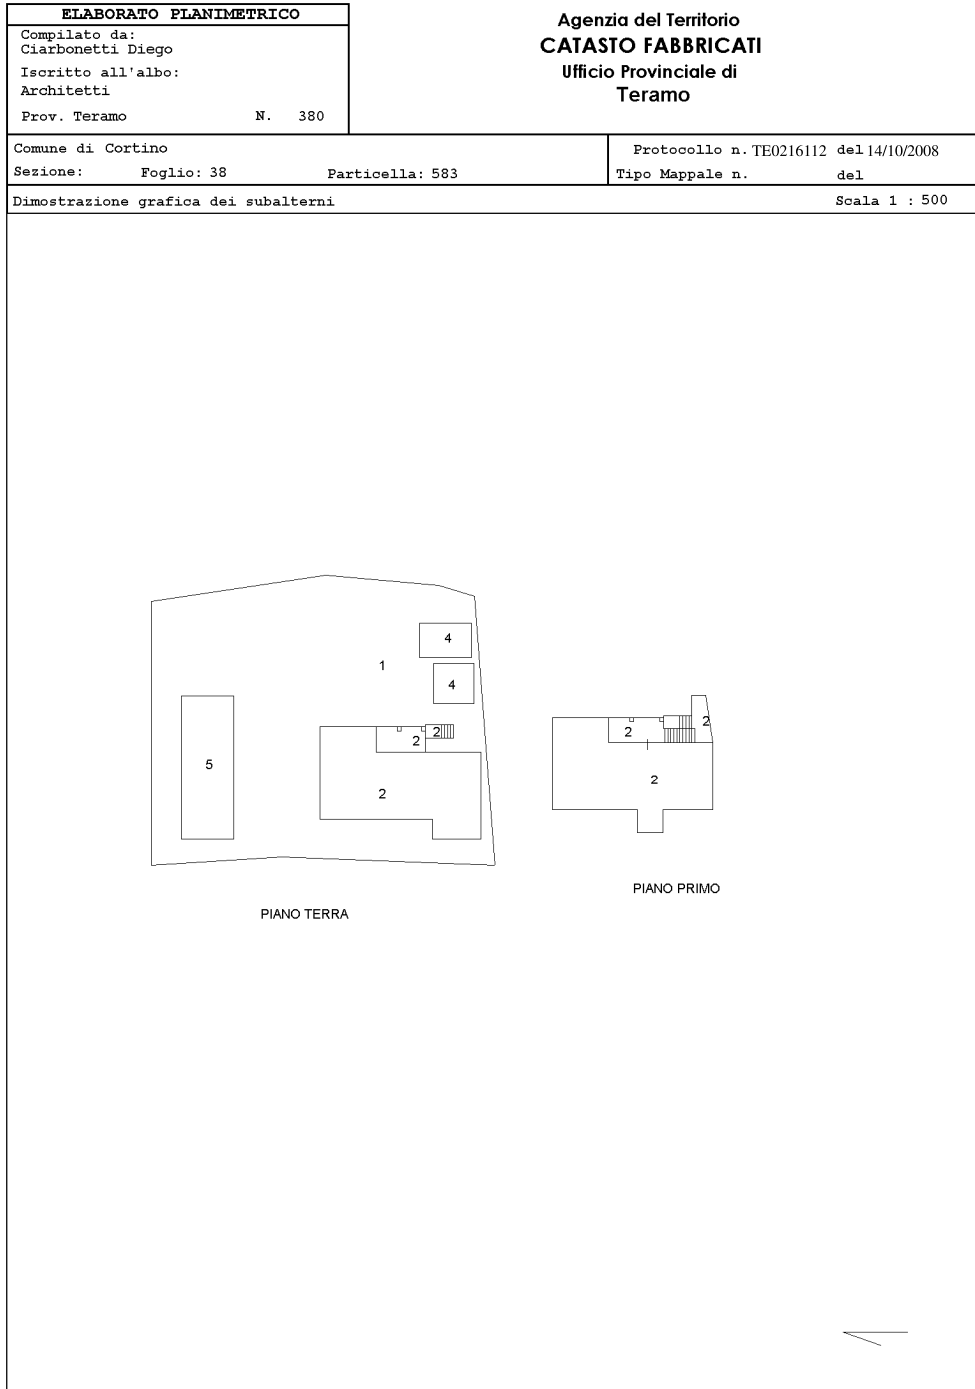 ELABORATO PLANIMETRICO
Compilato da:
Ciarbonetti Diego
Iscritto all'albo:
Architetti
Prov. Teramo N. 380
Agenzia del Territorio
CATASTO FABBRICATI
Ufficio Provinciale di
Teramo
Comune di Cortino
Sezione: Foglio: 38 Particella: 583
Protocollo n. TE0216112 del 14/10/2008
Tipo Mappale n. del
Dimostrazione grafica dei subalterni Scala 1 : 500
4
1
4
2
2
5
2
PIANO TERRA
2
2
2
PIANO PRIMO